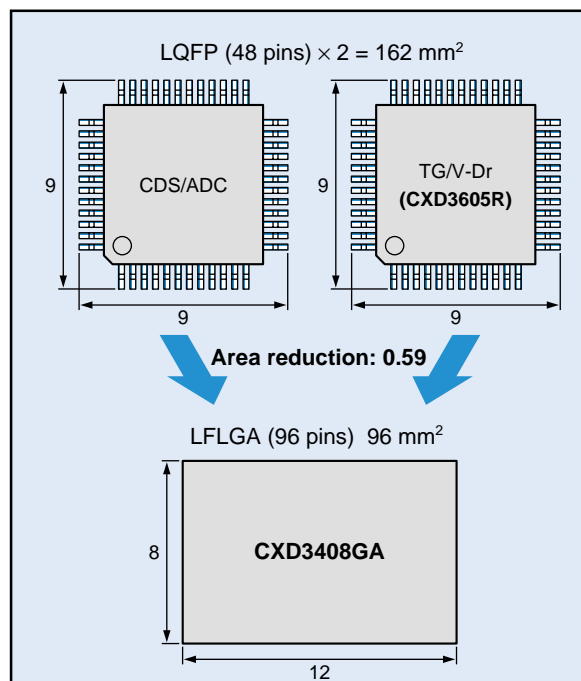 LQFP (48 pins) × 2 = 162 mm²
9
CDS/ADC
9
9
TG/V-Dr
(CXD3605R)
9
Area reduction: 0.59
LFLGA (96 pins) 96 mm²
8
CXD3408GA
12